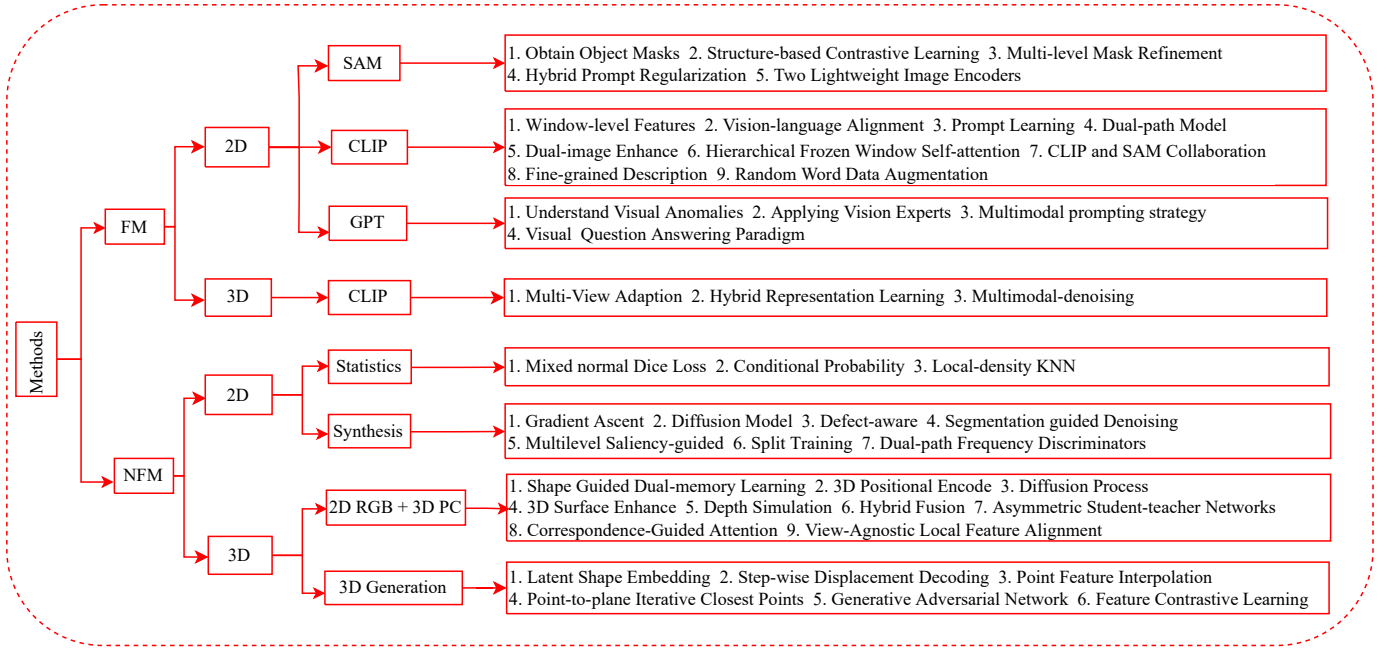 SAM
1. Obtain Object Masks 2. Structure-based Contrastive Learning 3. Multi-level Mask Refinement
4. Hybrid Prompt Regularization 5. Two Lightweight Image Encoders
2D
CLIP
1. Window-level Features 2. Vision-language Alignment 3. Prompt Learning 4. Dual-path Model
5. Dual-image Enhance 6. Hierarchical Frozen Window Self-attention 7. CLIP and SAM Collaboration
8. Fine-grained Description 9. Random Word Data Augmentation
FM
GPT
1. Understand Visual Anomalies 2. Applying Vision Experts 3. Multimodal prompting strategy
4. Visual Question Answering Paradigm
3D
CLIP
1. Multi-View Adaption 2. Hybrid Representation Learning 3. Multimodal-denoising
Methods
2D
Statistics
1. Mixed normal Dice Loss 2. Conditional Probability 3. Local-density KNN
Synthesis
1. Gradient Ascent 2. Diffusion Model 3. Defect-aware 4. Segmentation guided Denoising
5. Multilevel Saliency-guided 6. Split Training 7. Dual-path Frequency Discriminators
NFM
2D RGB + 3D PC
1. Shape Guided Dual-memory Learning 2. 3D Positional Encode 3. Diffusion Process
4. 3D Surface Enhance 5. Depth Simulation 6. Hybrid Fusion 7. Asymmetric Student-teacher Networks
8. Correspondence-Guided Attention 9. View-Agnostic Local Feature Alignment
3D
3D Generation
1. Latent Shape Embedding 2. Step-wise Displacement Decoding 3. Point Feature Interpolation
4. Point-to-plane Iterative Closest Points 5. Generative Adversarial Network 6. Feature Contrastive Learning